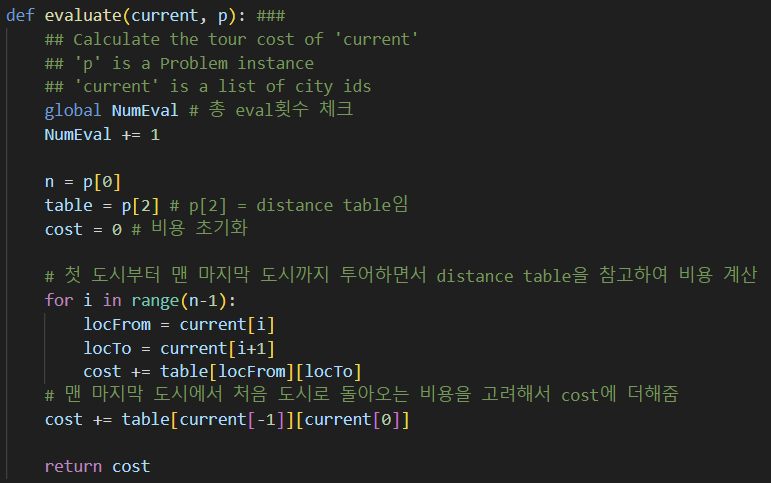 def evaluate(current, p): ###
    ## Calculate the tour cost of 'current'
    ## 'p' is a Problem instance
    ## 'current' is a list of city ids
    global NumEval # 총 eval횟수 체크
    NumEval += 1

    n = p[0]
    table = p[2] # p[2] = distance table임
    cost = 0 # 비용 초기화

    # 첫 도시부터 맨 마지막 도시까지 투어하면서 distance table을 참고하여 비용 계산
    for i in range(n-1):
        locFrom = current[i]
        locTo = current[i+1]
        cost += table[locFrom][locTo]
    # 맨 마지막 도시에서 처음 도시로 돌아오는 비용을 고려해서 cost에 더해줌
    cost += table[current[-1]][current[0]]

    return cost